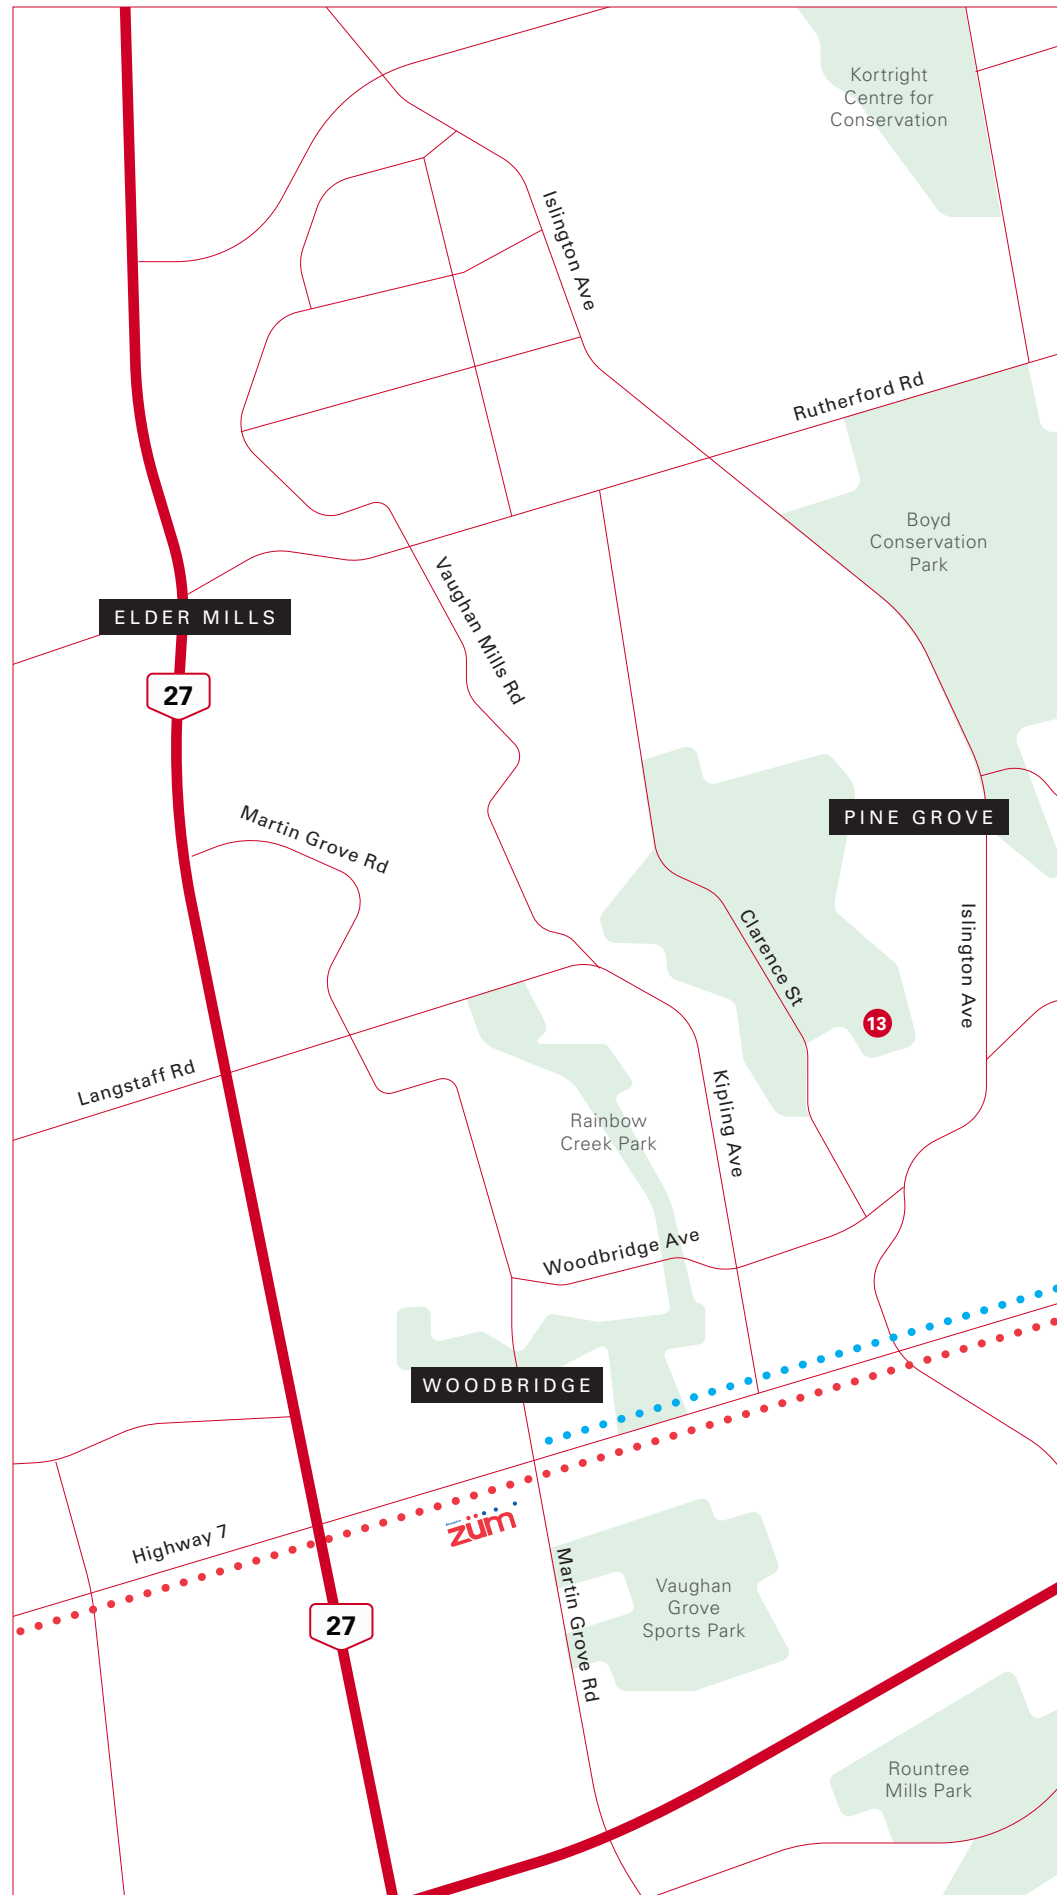 Kortright
Centre for
Conservation
Islington Ave
Rutherford Rd
Boyd
Conservation
Park
Vaughan Mills Rd
ELDER MILLS
27
Martin Grove Rd
PINE GROVE
Islington Ave
Clarence St
13
Langstaff Rd
Kipling Ave
Rainbow
Creek Park
Woodbridge Ave
WOODBRIDGE
züm
Highway 7
Martin Grove Rd
Vaughan
Grove
Sports Park
27
Rountree
Mills Park